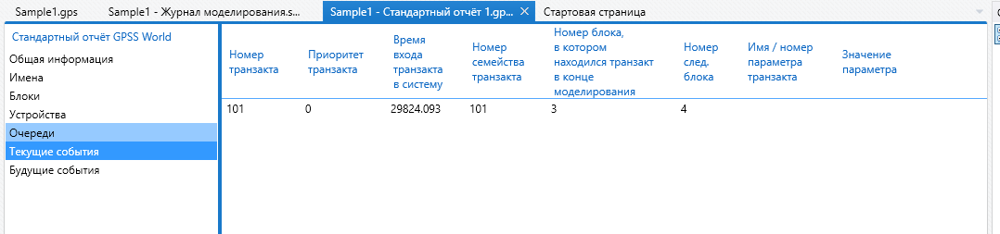 Sample1.gps
Sample1 - Журнал моделирования.s...
Sample1 - Стандартный отчёт 1.gp...
Стартовая страница
Стандартный отчёт GPSS World
Общая информация
Имена
Блоки
Устройства
Очереди
Текущие события
Будущие события
Номер
транзакта
Приоритет
транзакта
Время
входа
транзакта
в систему
Номер
семейства
транзакта
Номер блока,
в котором
находился транзакт
в конце
моделирования
Номер
след.
блока
Имя / номер
параметра
транзакта
Значение
параметра
101 0 29824.093 101 3 4